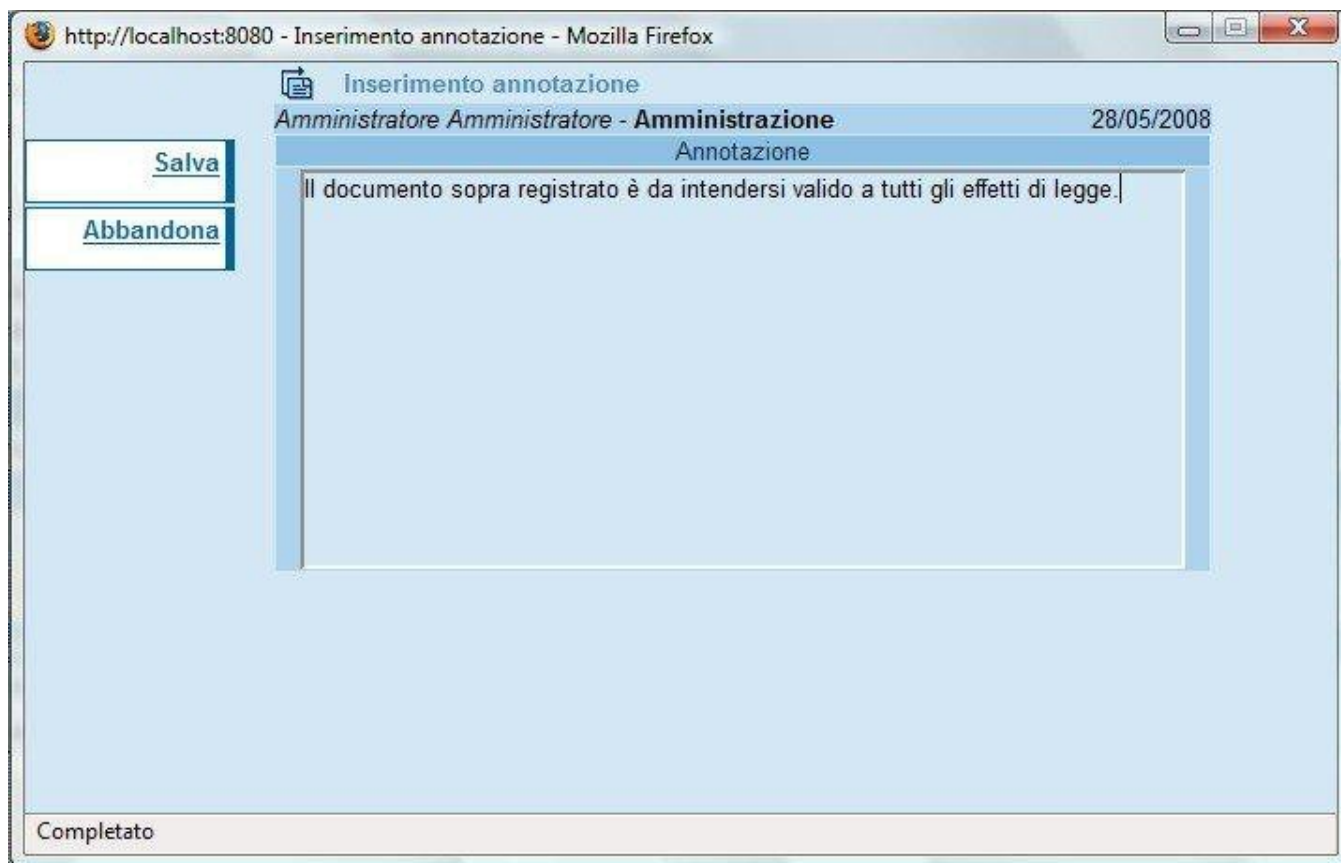 http://localhost:8080 - Inserimento annotazione - Mozilla Firefox
Inserimento annotazione
Amministratore Amministratore - Amministrazione 28/05/2008
Annotazione
Salva
Il documento sopra registrato è da intendersi valido a tutti gli effetti di legge.
Abbandona
Completato